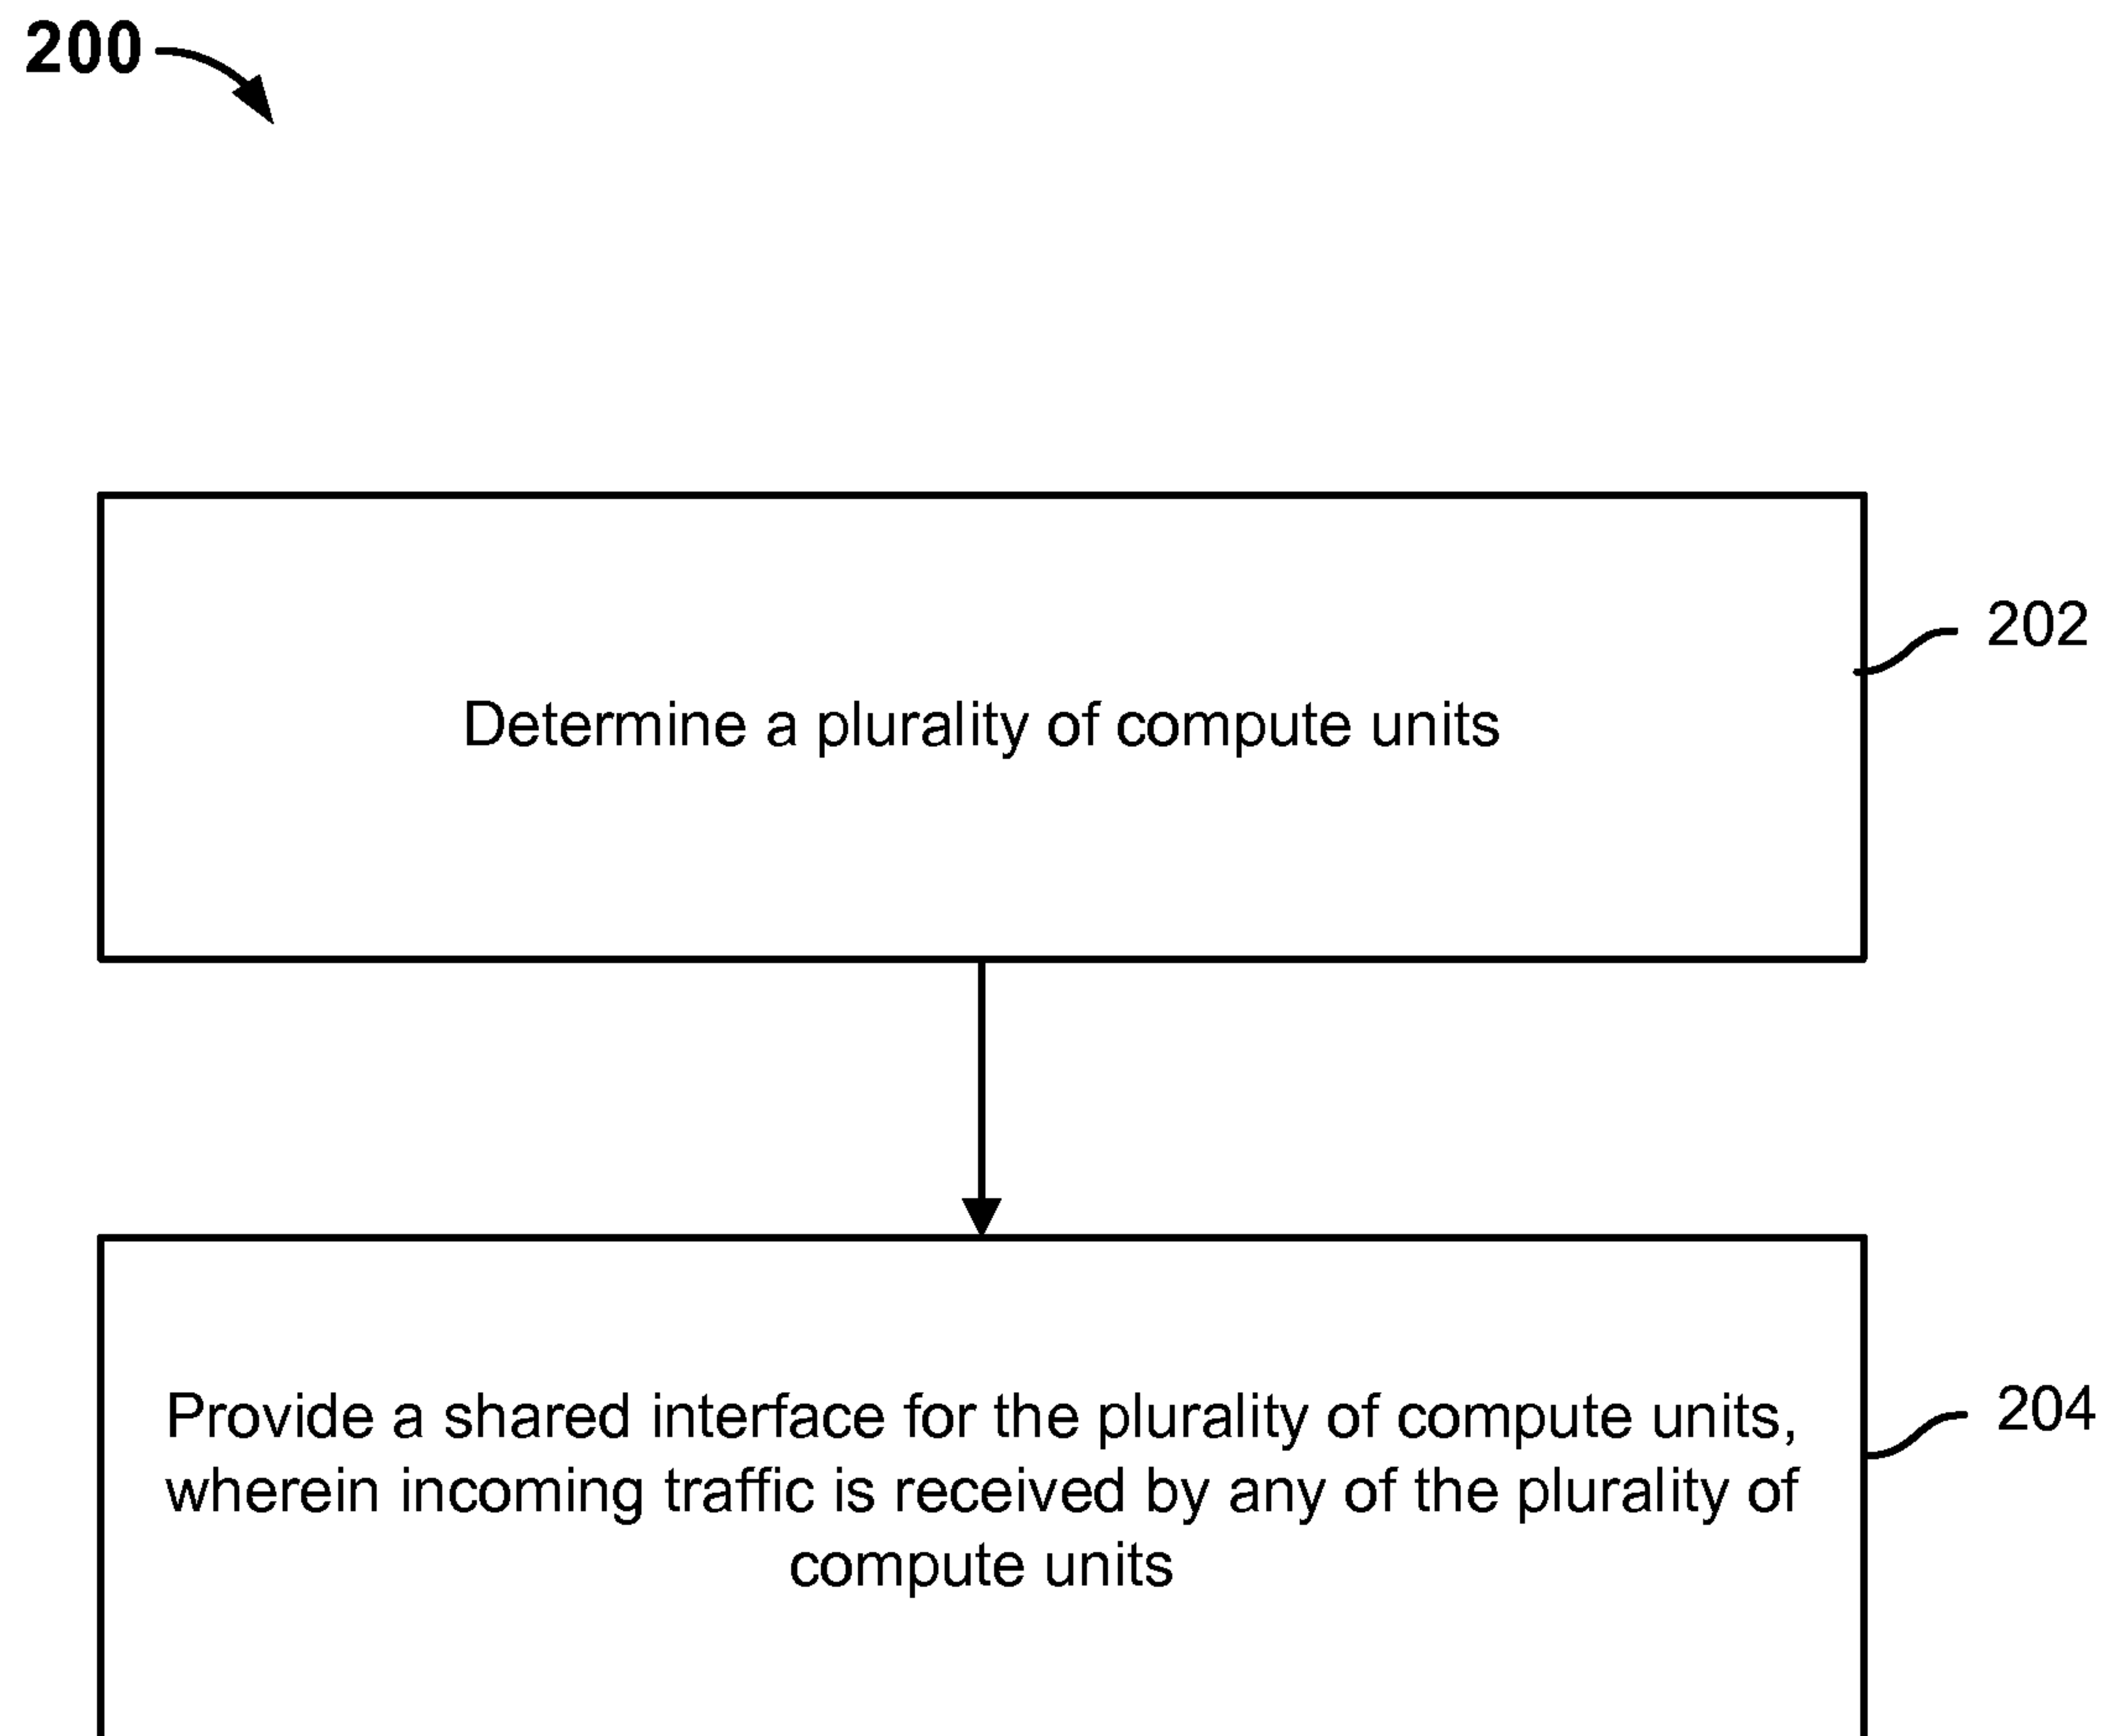 200
202
Determine a plurality of compute units
Provide a shared interface for the plurality of compute units,
204
wherein incoming traffic is received by any of the plurality of
compute units